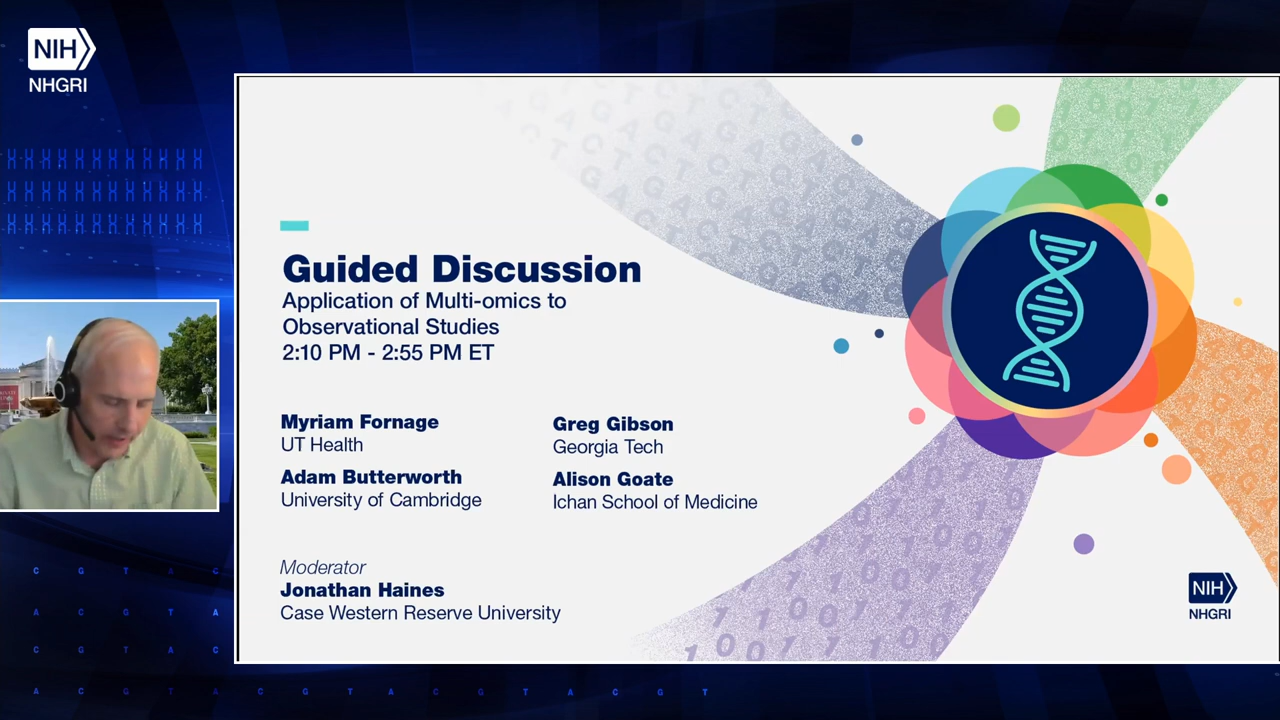 NIH
NHGRI
Guided Discussion
Application of Multi-omics to
Observational Studies
2:10 PM - 2:55 PM ET
Myriam Fornage
UT Health
Greg Gibson
Georgia Tech
Adam Butterworth
University of Cambridge
Alison Goate
Ichan School of Medicine
Moderator
Jonathan Haines
Case Western Reserve University
NIH
NHGRI
C G T A C
A C G T A
C G T A C
A C G T A C G T A C G T A C G T